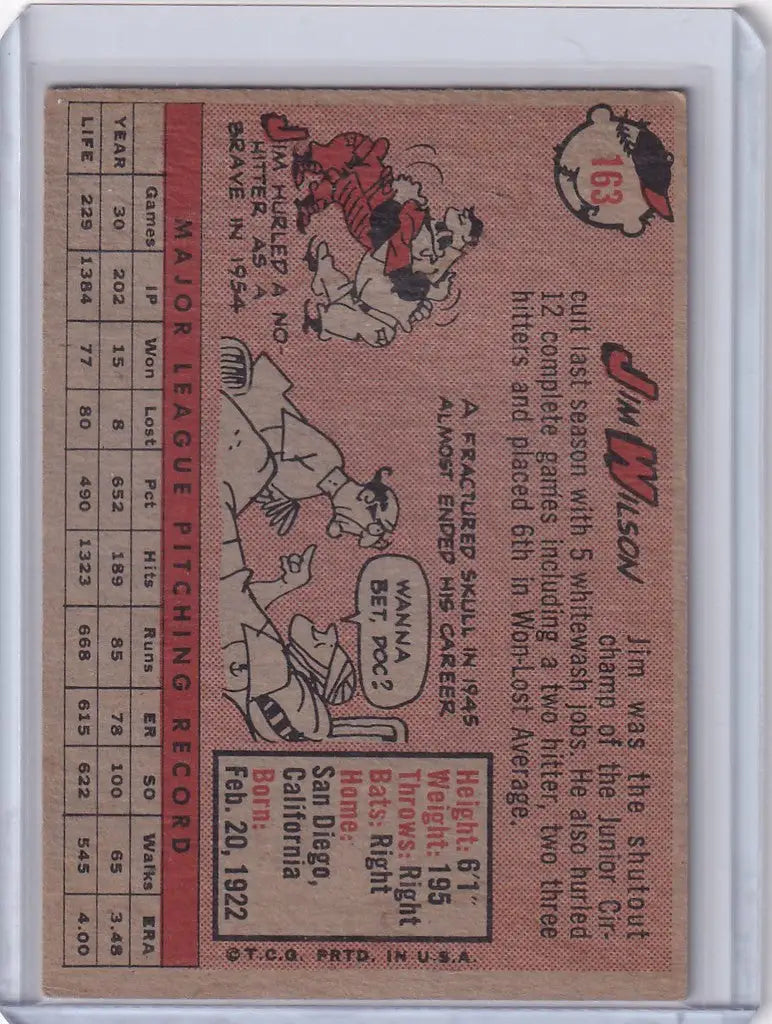 163
JIM WILSON
Jim was the shutout
champ of the Junior Cir-
cuit last season with 5 whitewash jobs. He also hurled
12 complete games including a two hitter, two three
hitters and placed 6th in Won-Lost Average.
JIM HURLED A NO-
HITTER AS A
BRAVE IN 1954
A FRACTURED SKULL IN 1945
ALMOST ENDED HIS CAREER
WANNA
BET, DOC?
Height: 6'1"
Weight: 195
Throws: Right
Bats: Right
Home:
San Diego,
California
Born:
Feb. 20, 1922
©T.C.G. PRTD. IN U.S.A.
MAJOR LEAGUE PITCHING RECORD
Games IP Won Lost Pct Hits Runs ER SO Walks ERA
YEAR 30 202 15 8 652 189 85 78 100 65 3.48
LIFE 229 1384 77 80 490 1323 668 615 622 545 4.00